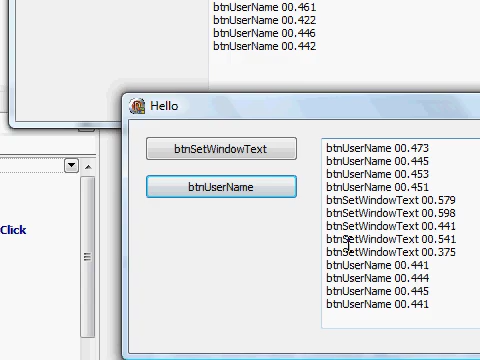 btnUserName 00.461
btnUserName 00.422
btnUserName 00.446
btnUserName 00.442
Hello
btnSetWindowText
btnUserName
Click
btnUserName 00.473
btnUserName 00.445
btnUserName 00.453
btnUserName 00.451
btnSetWindowText 00.579
btnSetWindowText 00.598
btnSetWindowText 00.441
btnSetWindowText 00.541
btnSetWindowText 00.375
btnUserName 00.441
btnUserName 00.444
btnUserName 00.445
btnUserName 00.441